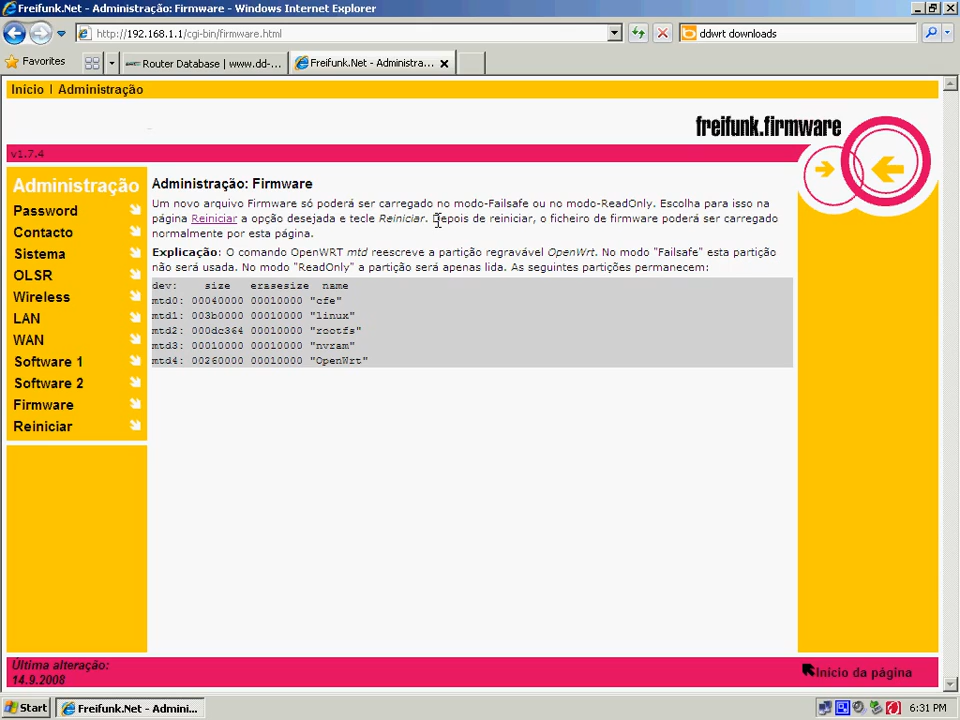 Freifunk.Net - Administração: Firmware - Windows Internet Explorer
http://192.168.1.1/cgi-bin/firmware.html
ddwrt downloads
Favorites
Router Database | www.dd-...
Freifunk.Net - Administra...
Início | Administração
freifunk.firmware
v1.7.4
Administração
Password
Contacto
Sistema
OLSR
Wireless
LAN
WAN
Software 1
Software 2
Firmware
Reiniciar
Administração: Firmware
Um novo arquivo Firmware só poderá ser carregado no modo-Failsafe ou no modo-ReadOnly. Escolha para isso na
página Reiniciar a opção desejada e tecle Reiniciar. Depois de reiniciar, o ficheiro de firmware poderá ser carregado
normalmente por esta página.
Explicação: O comando OpenWRT mtd reescreve a partição regravável OpenWrt. No modo "Failsafe" esta partição
não será usada. No modo "ReadOnly" a partição será apenas lida. As seguintes partições permanecem:
dev: size erasesize name
mtd0: 00040000 00010000 "cfe"
mtd1: 003b0000 00010000 "linux"
mtd2: 000dc364 00010000 "rootfs"
mtd3: 00010000 00010000 "nvram"
mtd4: 00260000 00010000 "OpenWrt"
Última alteração:
14.9.2008
Início da página
Start
Freifunk.Net - Admini...
6:31 PM